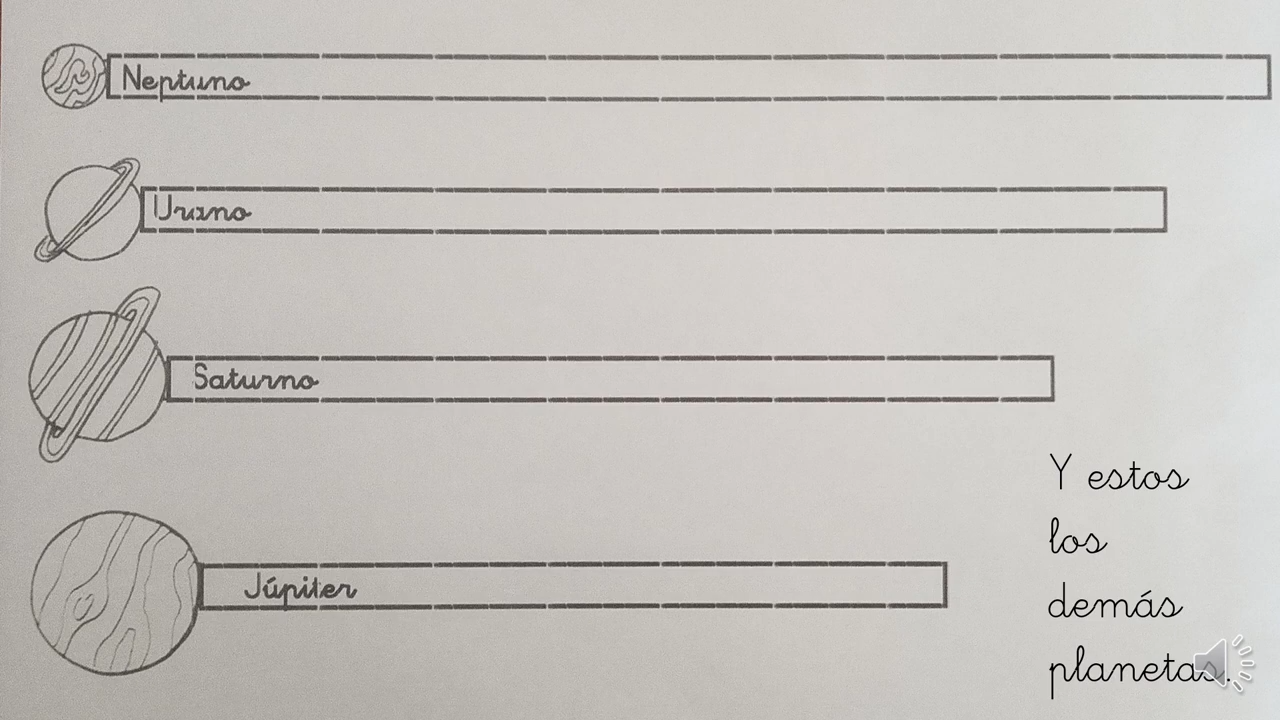 Neptuno
Urano
Saturno
Júpiter
Y estos
los
demás
planetas.